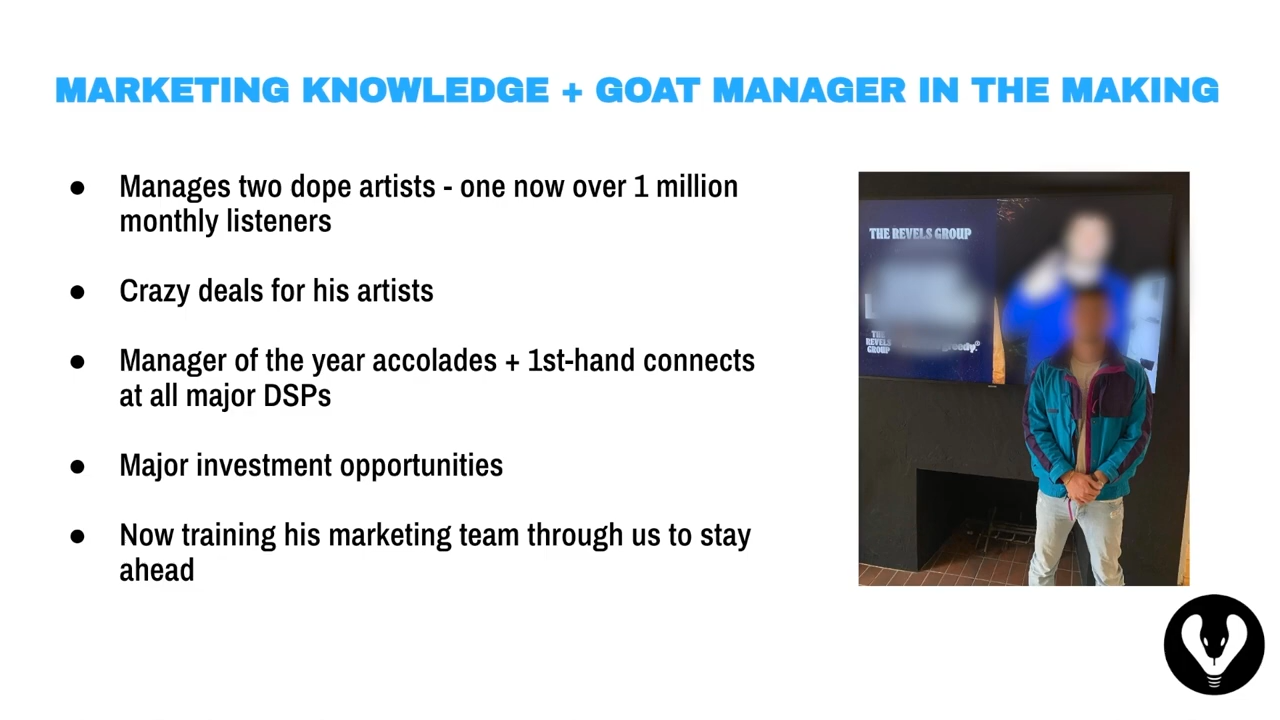 MARKETING KNOWLEDGE + GOAT MANAGER IN THE MAKING
● Manages two dope artists - one now over 1 million
monthly listeners
● Crazy deals for his artists
● Manager of the year accolades + 1st-hand connects
at all major DSPs
● Major investment opportunities
● Now training his marketing team through us to stay
ahead
THE REVELS GROUP
THE
REVELS
GROUP